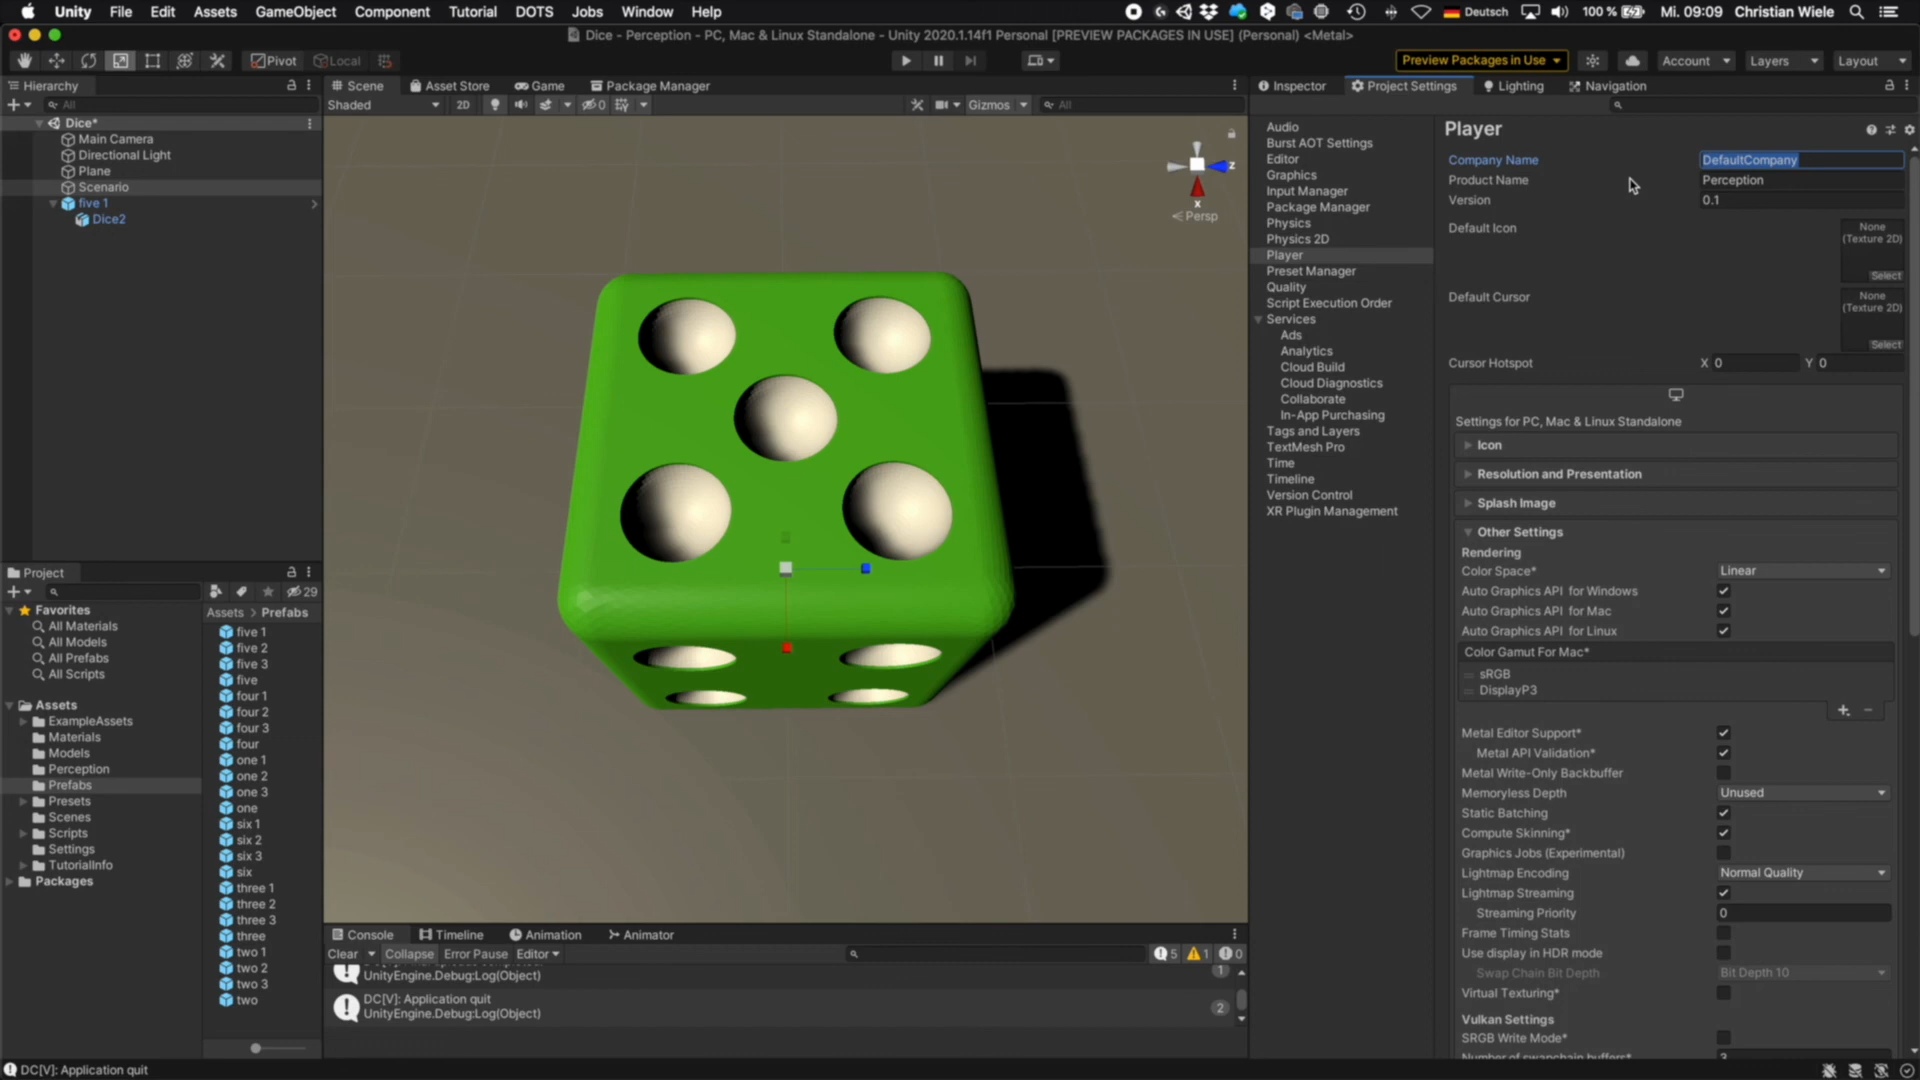 Unity File Edit Assets GameObject Component Tutorial DOTS Jobs Window Help
Deutsch 100 % Mi. 09:09 Christian Wiele
Dice - Perception - PC, Mac & Linux Standalone - Unity 2020.1.14f1 Personal [PREVIEW PACKAGES IN USE] (Personal) <Metal>
Pivot Local Preview Packages in Use Account Layers Layout
Hierarchy
All
Dice*
Main Camera
Directional Light
Plane
Scenario
five 1
Dice2
Scene Asset Store Game Package Manager
Shaded 2D 0 Gizmos All
z
x
Persp
Project
29
Favorites
All Materials
All Models
All Prefabs
All Scripts
Assets
ExampleAssets
Materials
Models
Perception
Prefabs
Presets
Scenes
Scripts
Settings
TutorialInfo
Packages
Assets > Prefabs
five 1
five 2
five 3
five
four 1
four 2
four 3
four
one 1
one 2
one 3
one
six 1
six 2
six 3
six
three 1
three 2
three 3
three
two 1
two 2
two 3
two
Console Timeline Animation Animator
Clear Collapse Error Pause Editor 5 1 0
UnityEngine.Debug:Log(Object) 1
DC[V]: Application quit
UnityEngine.Debug:Log(Object) 2
Inspector Project Settings Lighting Navigation
Audio
Burst AOT Settings
Editor
Graphics
Input Manager
Package Manager
Physics
Physics 2D
Player
Preset Manager
Quality
Script Execution Order
Services
Ads
Analytics
Cloud Build
Cloud Diagnostics
Collaborate
In-App Purchasing
Tags and Layers
TextMesh Pro
Time
Timeline
Version Control
XR Plugin Management
Player
Company Name DefaultCompany
Product Name Perception
Version 0.1
Default Icon None
(Texture 2D)
Select
Default Cursor None
(Texture 2D)
Select
Cursor Hotspot X 0 Y 0
Settings for PC, Mac & Linux Standalone
Icon
Resolution and Presentation
Splash Image
Other Settings
Rendering
Color Space* Linear
Auto Graphics API for Windows
Auto Graphics API for Mac
Auto Graphics API for Linux
Color Gamut For Mac*
sRGB
DisplayP3
Metal Editor Support*
Metal API Validation*
Metal Write-Only Backbuffer
Memoryless Depth Unused
Static Batching
Compute Skinning*
Graphics Jobs (Experimental)
Lightmap Encoding Normal Quality
Lightmap Streaming
Streaming Priority 0
Frame Timing Stats
Use display in HDR mode
Swap Chain Bit Depth Bit Depth 10
Virtual Texturing*
Vulkan Settings
SRGB Write Mode*
Number of swapchain buffers* 3
DC[V]: Application quit